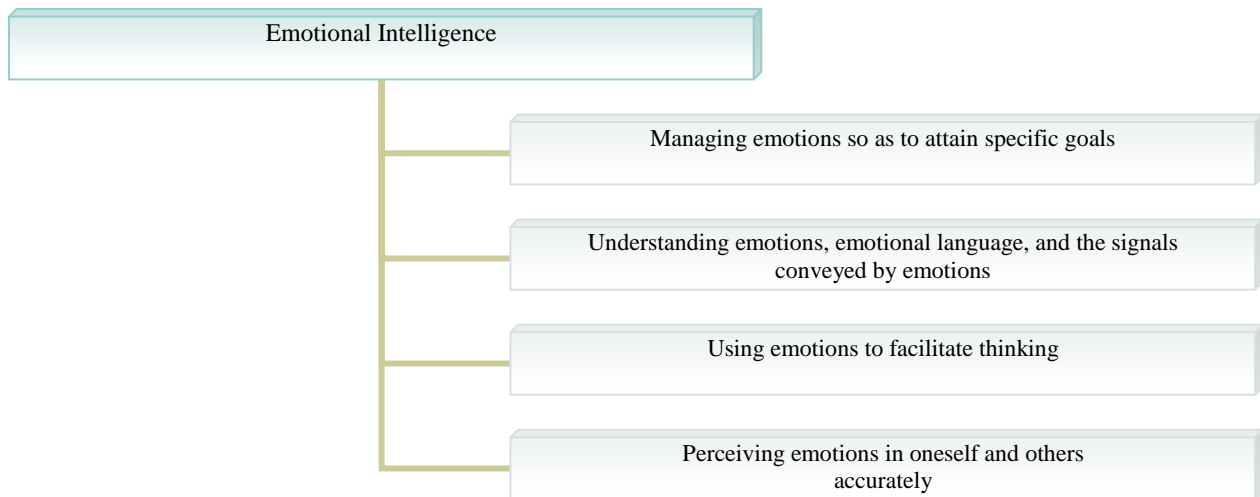 Emotional Intelligence
Managing emotions so as to attain specific goals
Understanding emotions, emotional language, and the signals
conveyed by emotions
Using emotions to facilitate thinking
Perceiving emotions in oneself and others
accurately